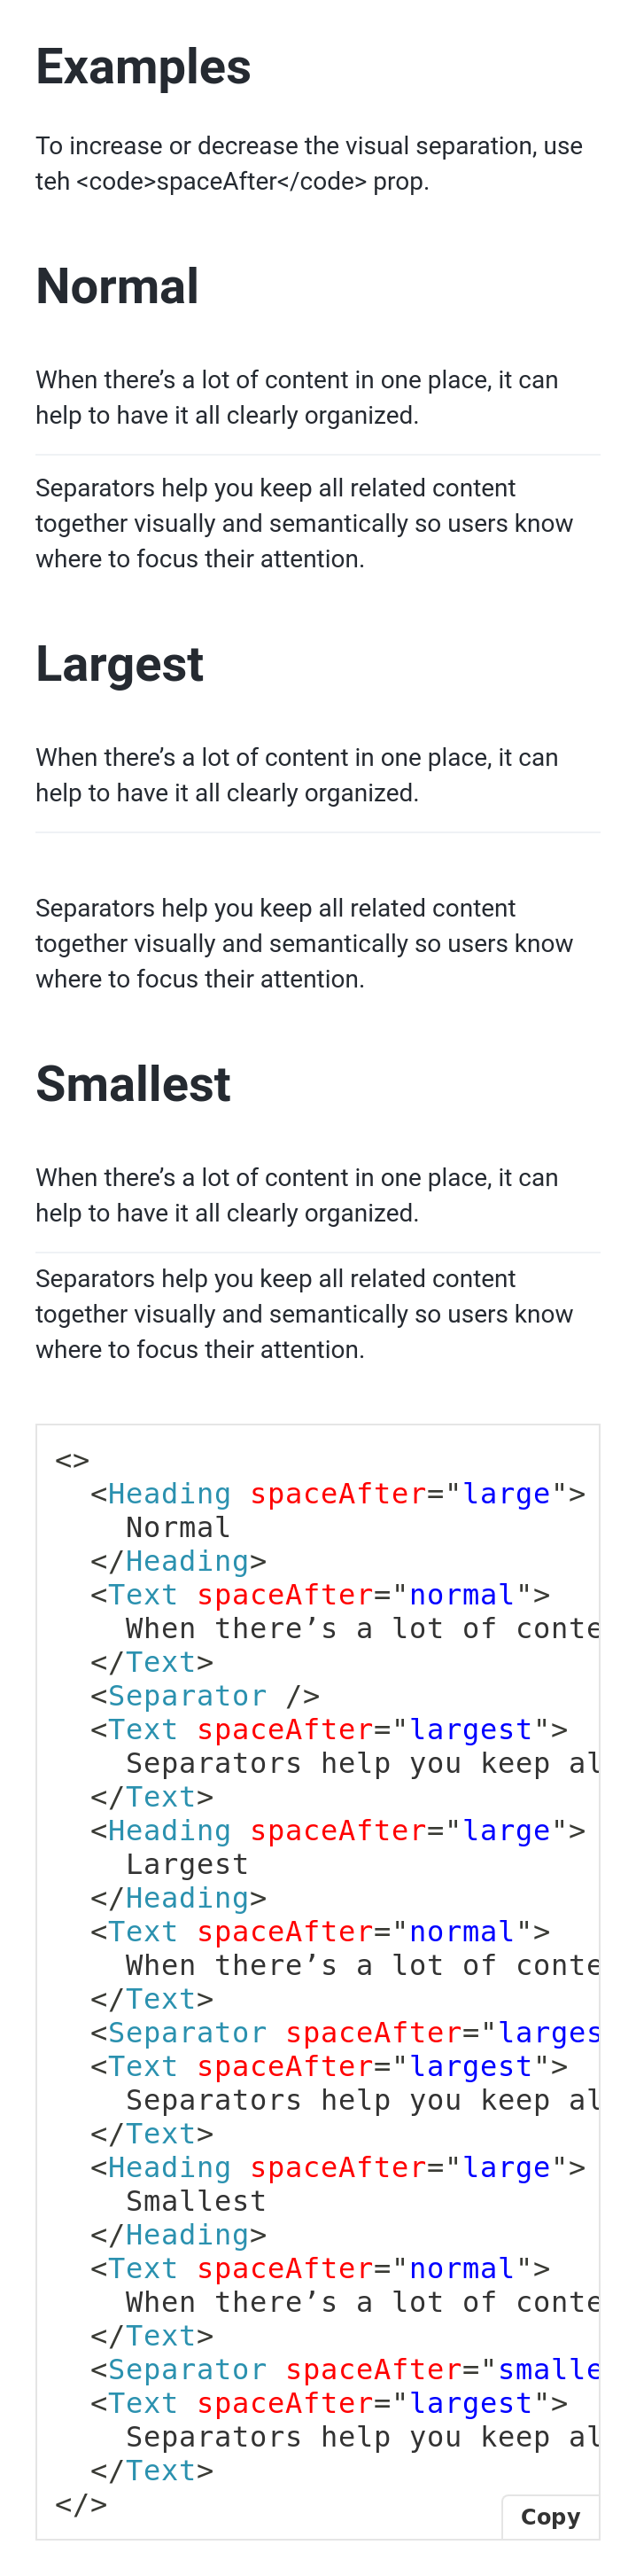 Examples
To increase or decrease the visual separation, use
teh <code>spaceAfter</code> prop.
Normal
When there’s a lot of content in one place, it can
help to have it all clearly organized.
Separators help you keep all related content
together visually and semantically so users know
where to focus their attention.
Largest
When there’s a lot of content in one place, it can
help to have it all clearly organized.
Separators help you keep all related content
together visually and semantically so users know
where to focus their attention.
Smallest
When there’s a lot of content in one place, it can
help to have it all clearly organized.
Separators help you keep all related content
together visually and semantically so users know
where to focus their attention.
<>
  <Heading spaceAfter="large">
    Normal
  </Heading>
  <Text spaceAfter="normal">
    When there’s a lot of conte
  </Text>
  <Separator />
  <Text spaceAfter="largest">
    Separators help you keep al
  </Text>
  <Heading spaceAfter="large">
    Largest
  </Heading>
  <Text spaceAfter="normal">
    When there’s a lot of conte
  </Text>
  <Separator spaceAfter="larges
  <Text spaceAfter="largest">
    Separators help you keep al
  </Text>
  <Heading spaceAfter="large">
    Smallest
  </Heading>
  <Text spaceAfter="normal">
    When there’s a lot of conte
  </Text>
  <Separator spaceAfter="smalle
  <Text spaceAfter="largest">
    Separators help you keep al
  </Text>
</>
Copy